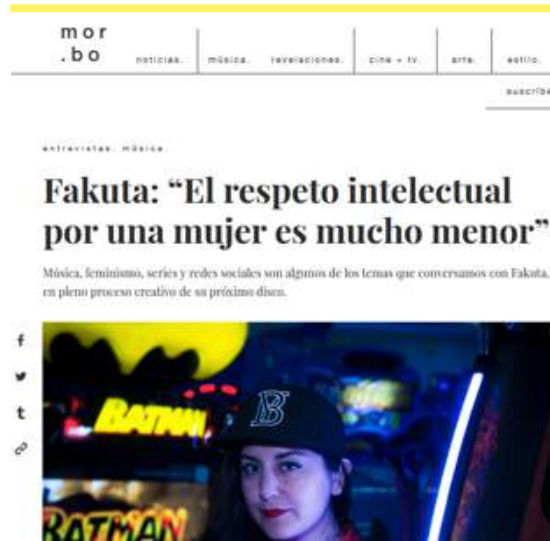 mor
.bo
noticias. música. revelaciones. cine + tv. arte. estilo.
suscríbe
entrevistas. música.
Fakuta: “El respeto intelectual
por una mujer es mucho menor”
Música, feminismo, series y redes sociales son algunos de los temas que conversamos con Fakuta,
en pleno proceso creativo de su próximo disco.
BATMAN
B
BATMAN